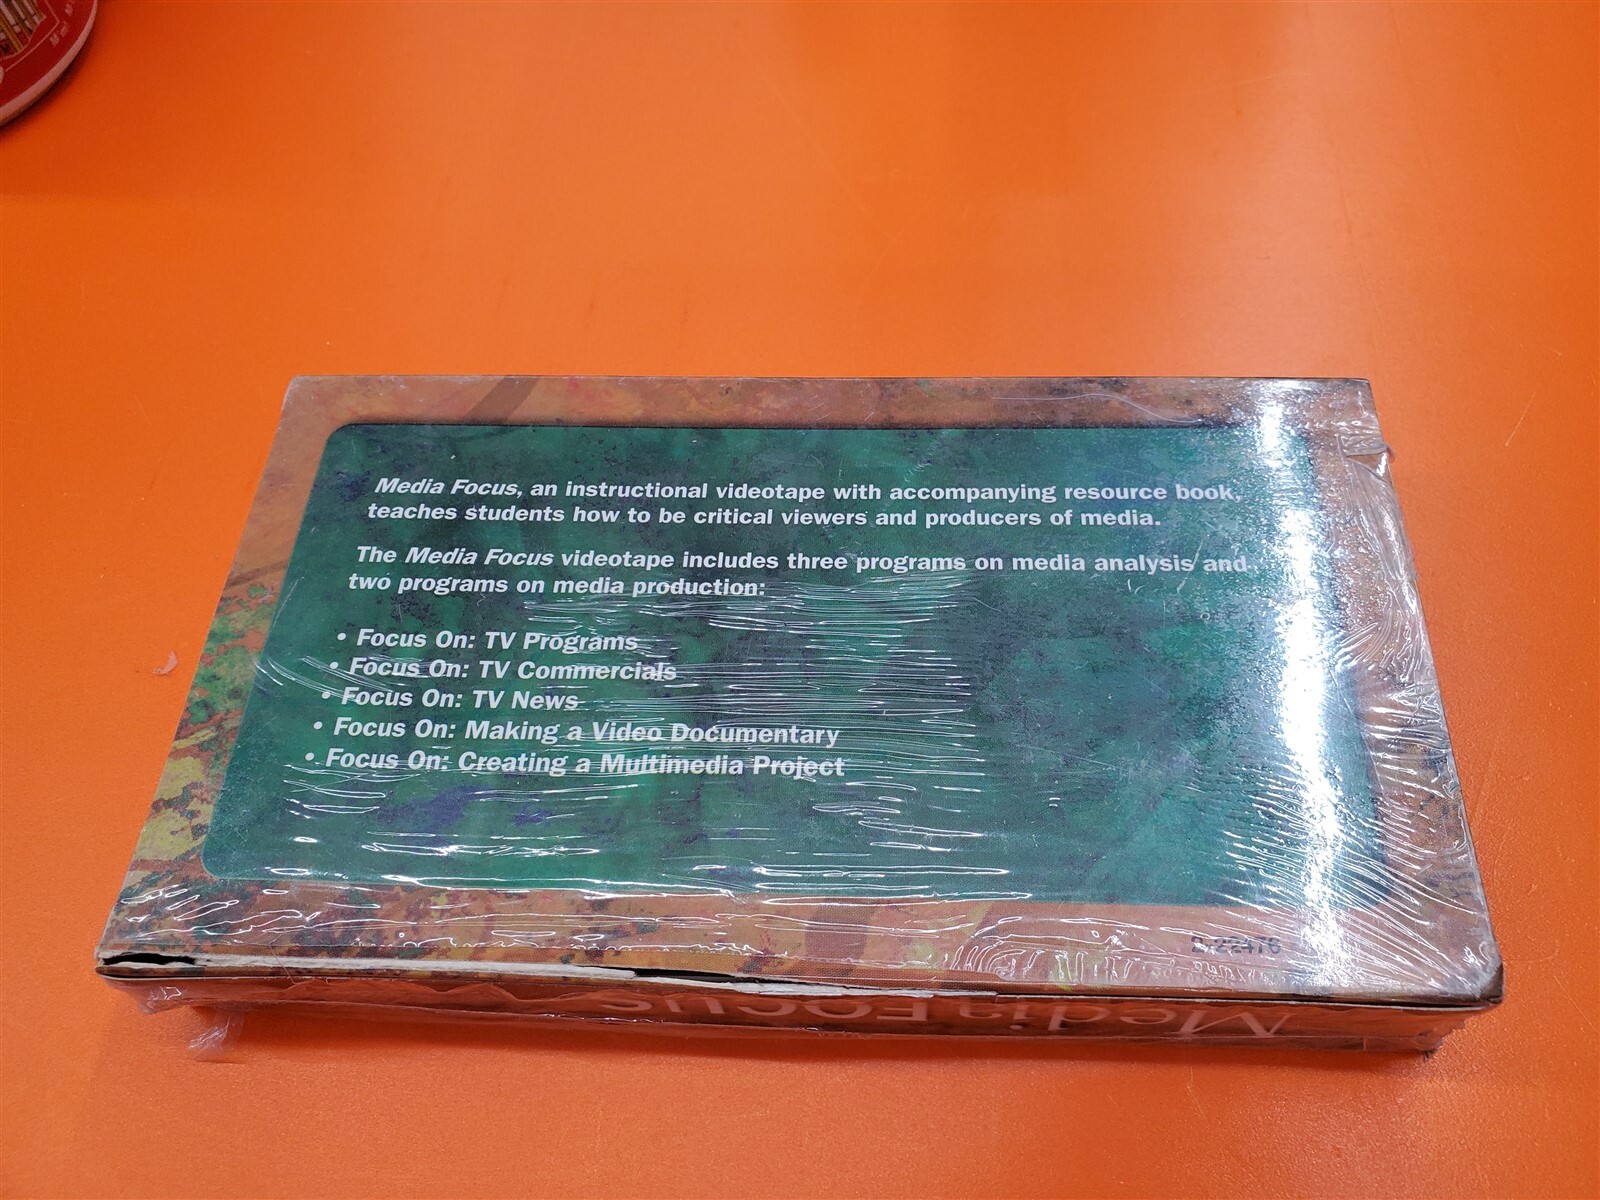 Media Focus, an instructional videotape with accompanying resource book,
teaches students how to be critical viewers and producers of media.
The Media Focus videotape includes three programs on media analysis and
two programs on media production:
• Focus On: TV Programs
• Focus On: TV Commercials
• Focus On: TV News
• Focus On: Making a Video Documentary
• Focus On: Creating a Multimedia Project
2-22476
Media FOCUS